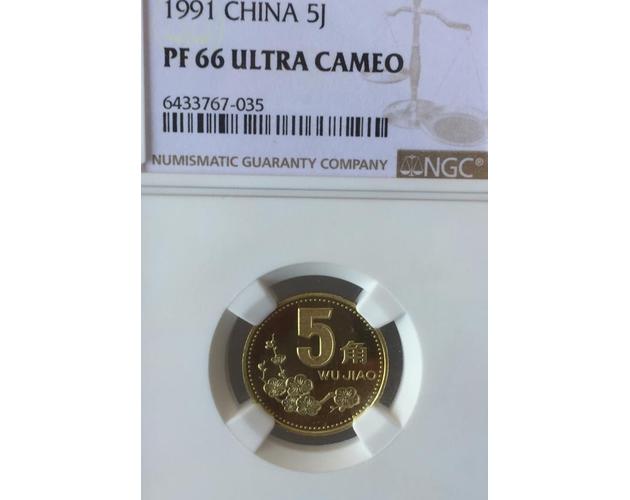 1991 CHINA 5J
PF 66 ULTRA CAMEO
6433767-035
NUMISMATIC GUARANTY COMPANY NGC®
5角
WU JIAO